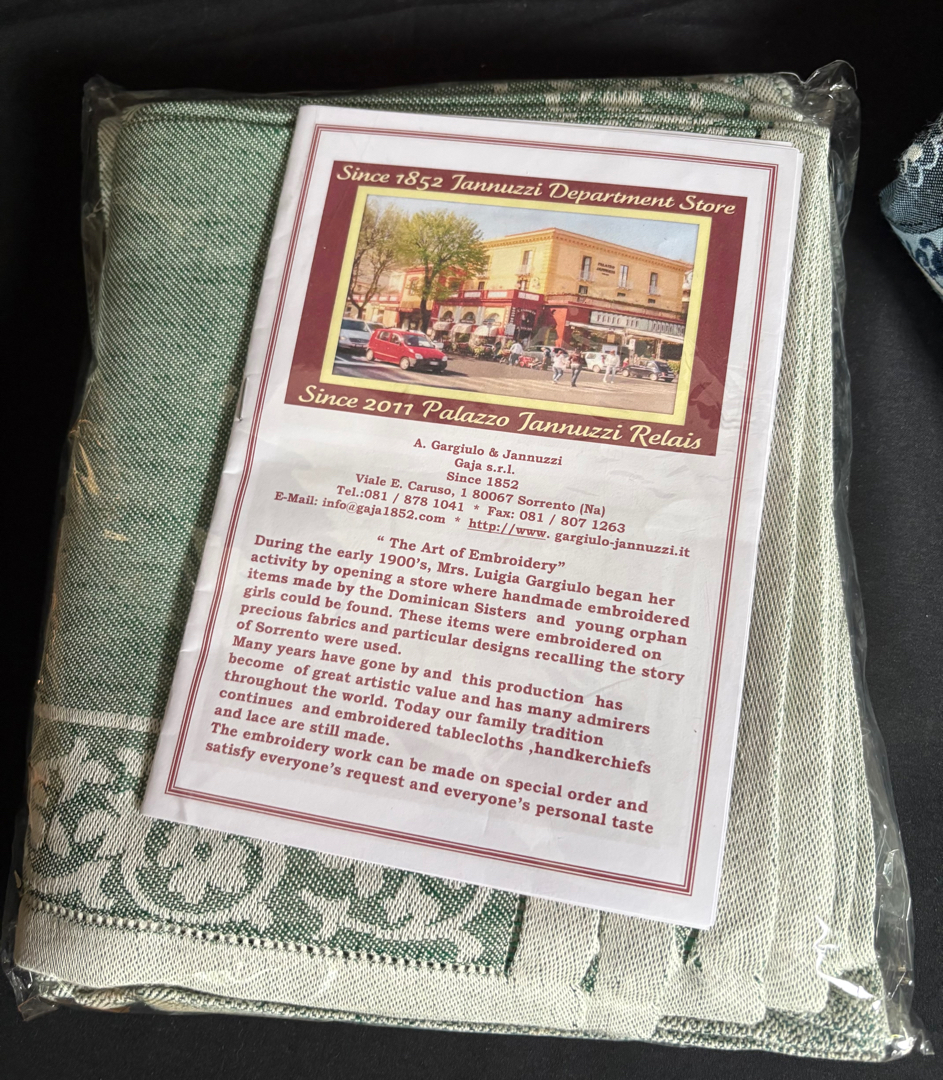 Since 1852 Jannuzzi Department Store
PALAZZO
JANNUZZI
Since 2011 Palazzo Jannuzzi Relais
A. Gargiulo & Jannuzzi
Gaja s.r.l.
Since 1852
Viale E. Caruso, 1 80067 Sorrento (Na)
Tel.:081 / 878 1041 * Fax: 081 / 807 1263
E-Mail: info@gaja1852.com * http://www. gargiulo-jannuzzi.it
“ The Art of Embroidery”
During the early 1900’s, Mrs. Luigia Gargiulo began her
activity by opening a store where handmade embroidered
items made by the Dominican Sisters and young orphan
girls could be found. These items were embroidered on
precious fabrics and particular designs recalling the story
of Sorrento were used.
Many years have gone by and this production has
become of great artistic value and has many admirers
throughout the world. Today our family tradition
continues and embroidered tablecloths ,handkerchiefs
and lace are still made.
The embroidery work can be made on special order and
satisfy everyone’s request and everyone’s personal taste